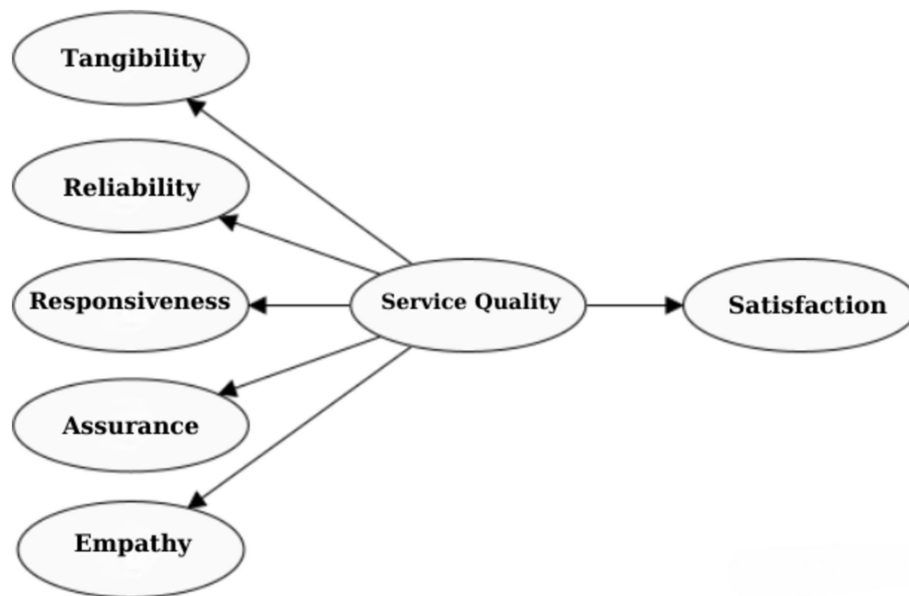 Tangibility
Reliability
Responsiveness
Service Quality
Satisfaction
Assurance
Empathy